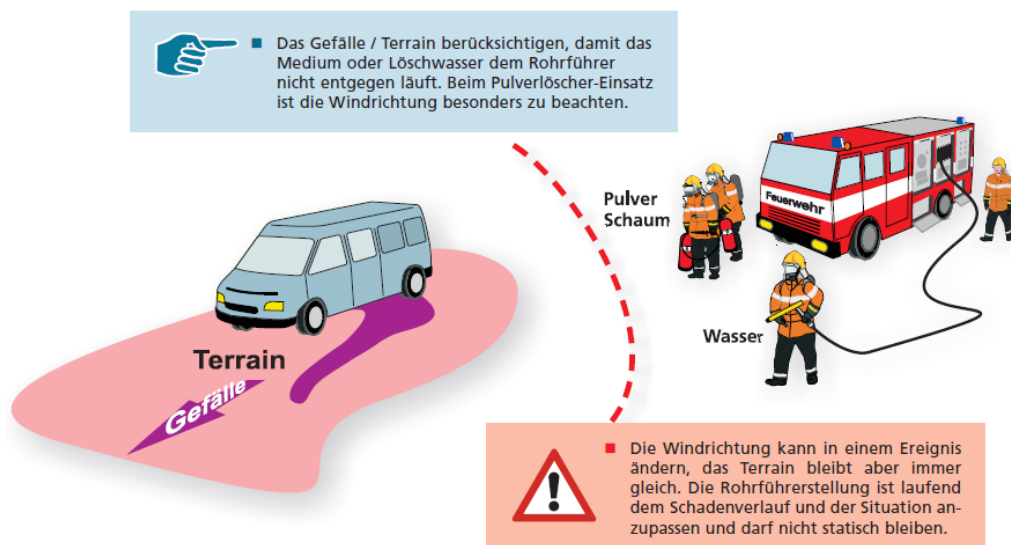 Das Gefälle / Terrain berücksichtigen, damit das
Medium oder Löschwasser dem Rohrführer
nicht entgegen läuft. Beim Pulverlöscher-Einsatz
ist die Windrichtung besonders zu beachten.
Pulver
Schaum
Feuerwehr
Wasser
Terrain
Gefälle
Die Windrichtung kann in einem Ereignis
ändern, das Terrain bleibt aber immer
gleich. Die Rohrführerstellung ist laufend
dem Schadenverlauf und der Situation an-
zupassen und darf nicht statisch bleiben.